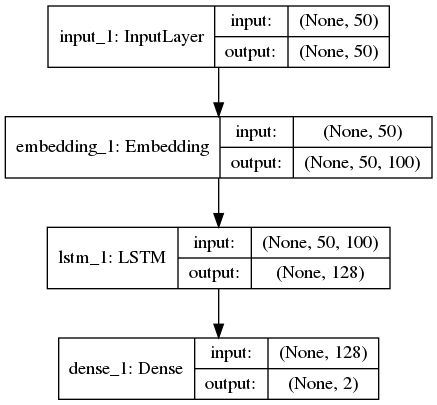 input_1: InputLayer input: (None, 50)
output: (None, 50)
embedding_1: Embedding input: (None, 50)
output: (None, 50, 100)
lstm_1: LSTM input: (None, 50, 100)
output: (None, 128)
dense_1: Dense input: (None, 128)
output: (None, 2)